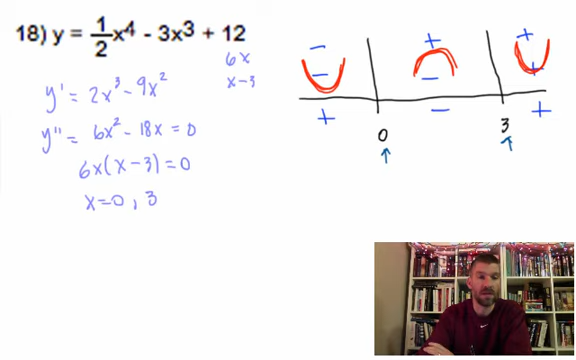 18) y = 1/2x⁴ - 3x³ + 12
6x
x-3
y' = 2x³ - 9x²
y'' = 6x² - 18x = 0
6x(x-3) = 0
x=0, 3
- + +
- - +
+ - +
0 3